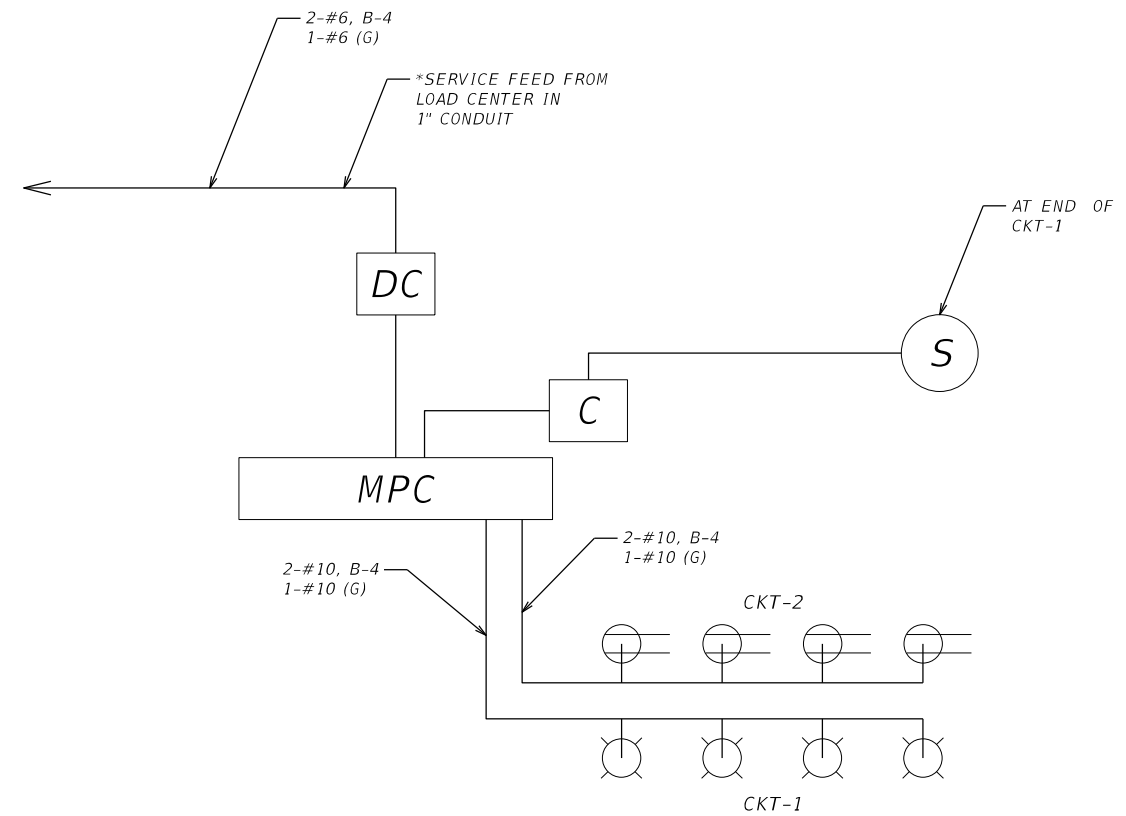 2-#6, B-4
1-#6 (G)
*SERVICE FEED FROM
LOAD CENTER IN
1" CONDUIT
AT END OF
CKT-1
DC
S
C
MPC
2-#10, B-4
1-#10 (G)
2-#10, B-4
1-#10 (G)
CKT-2
CKT-1